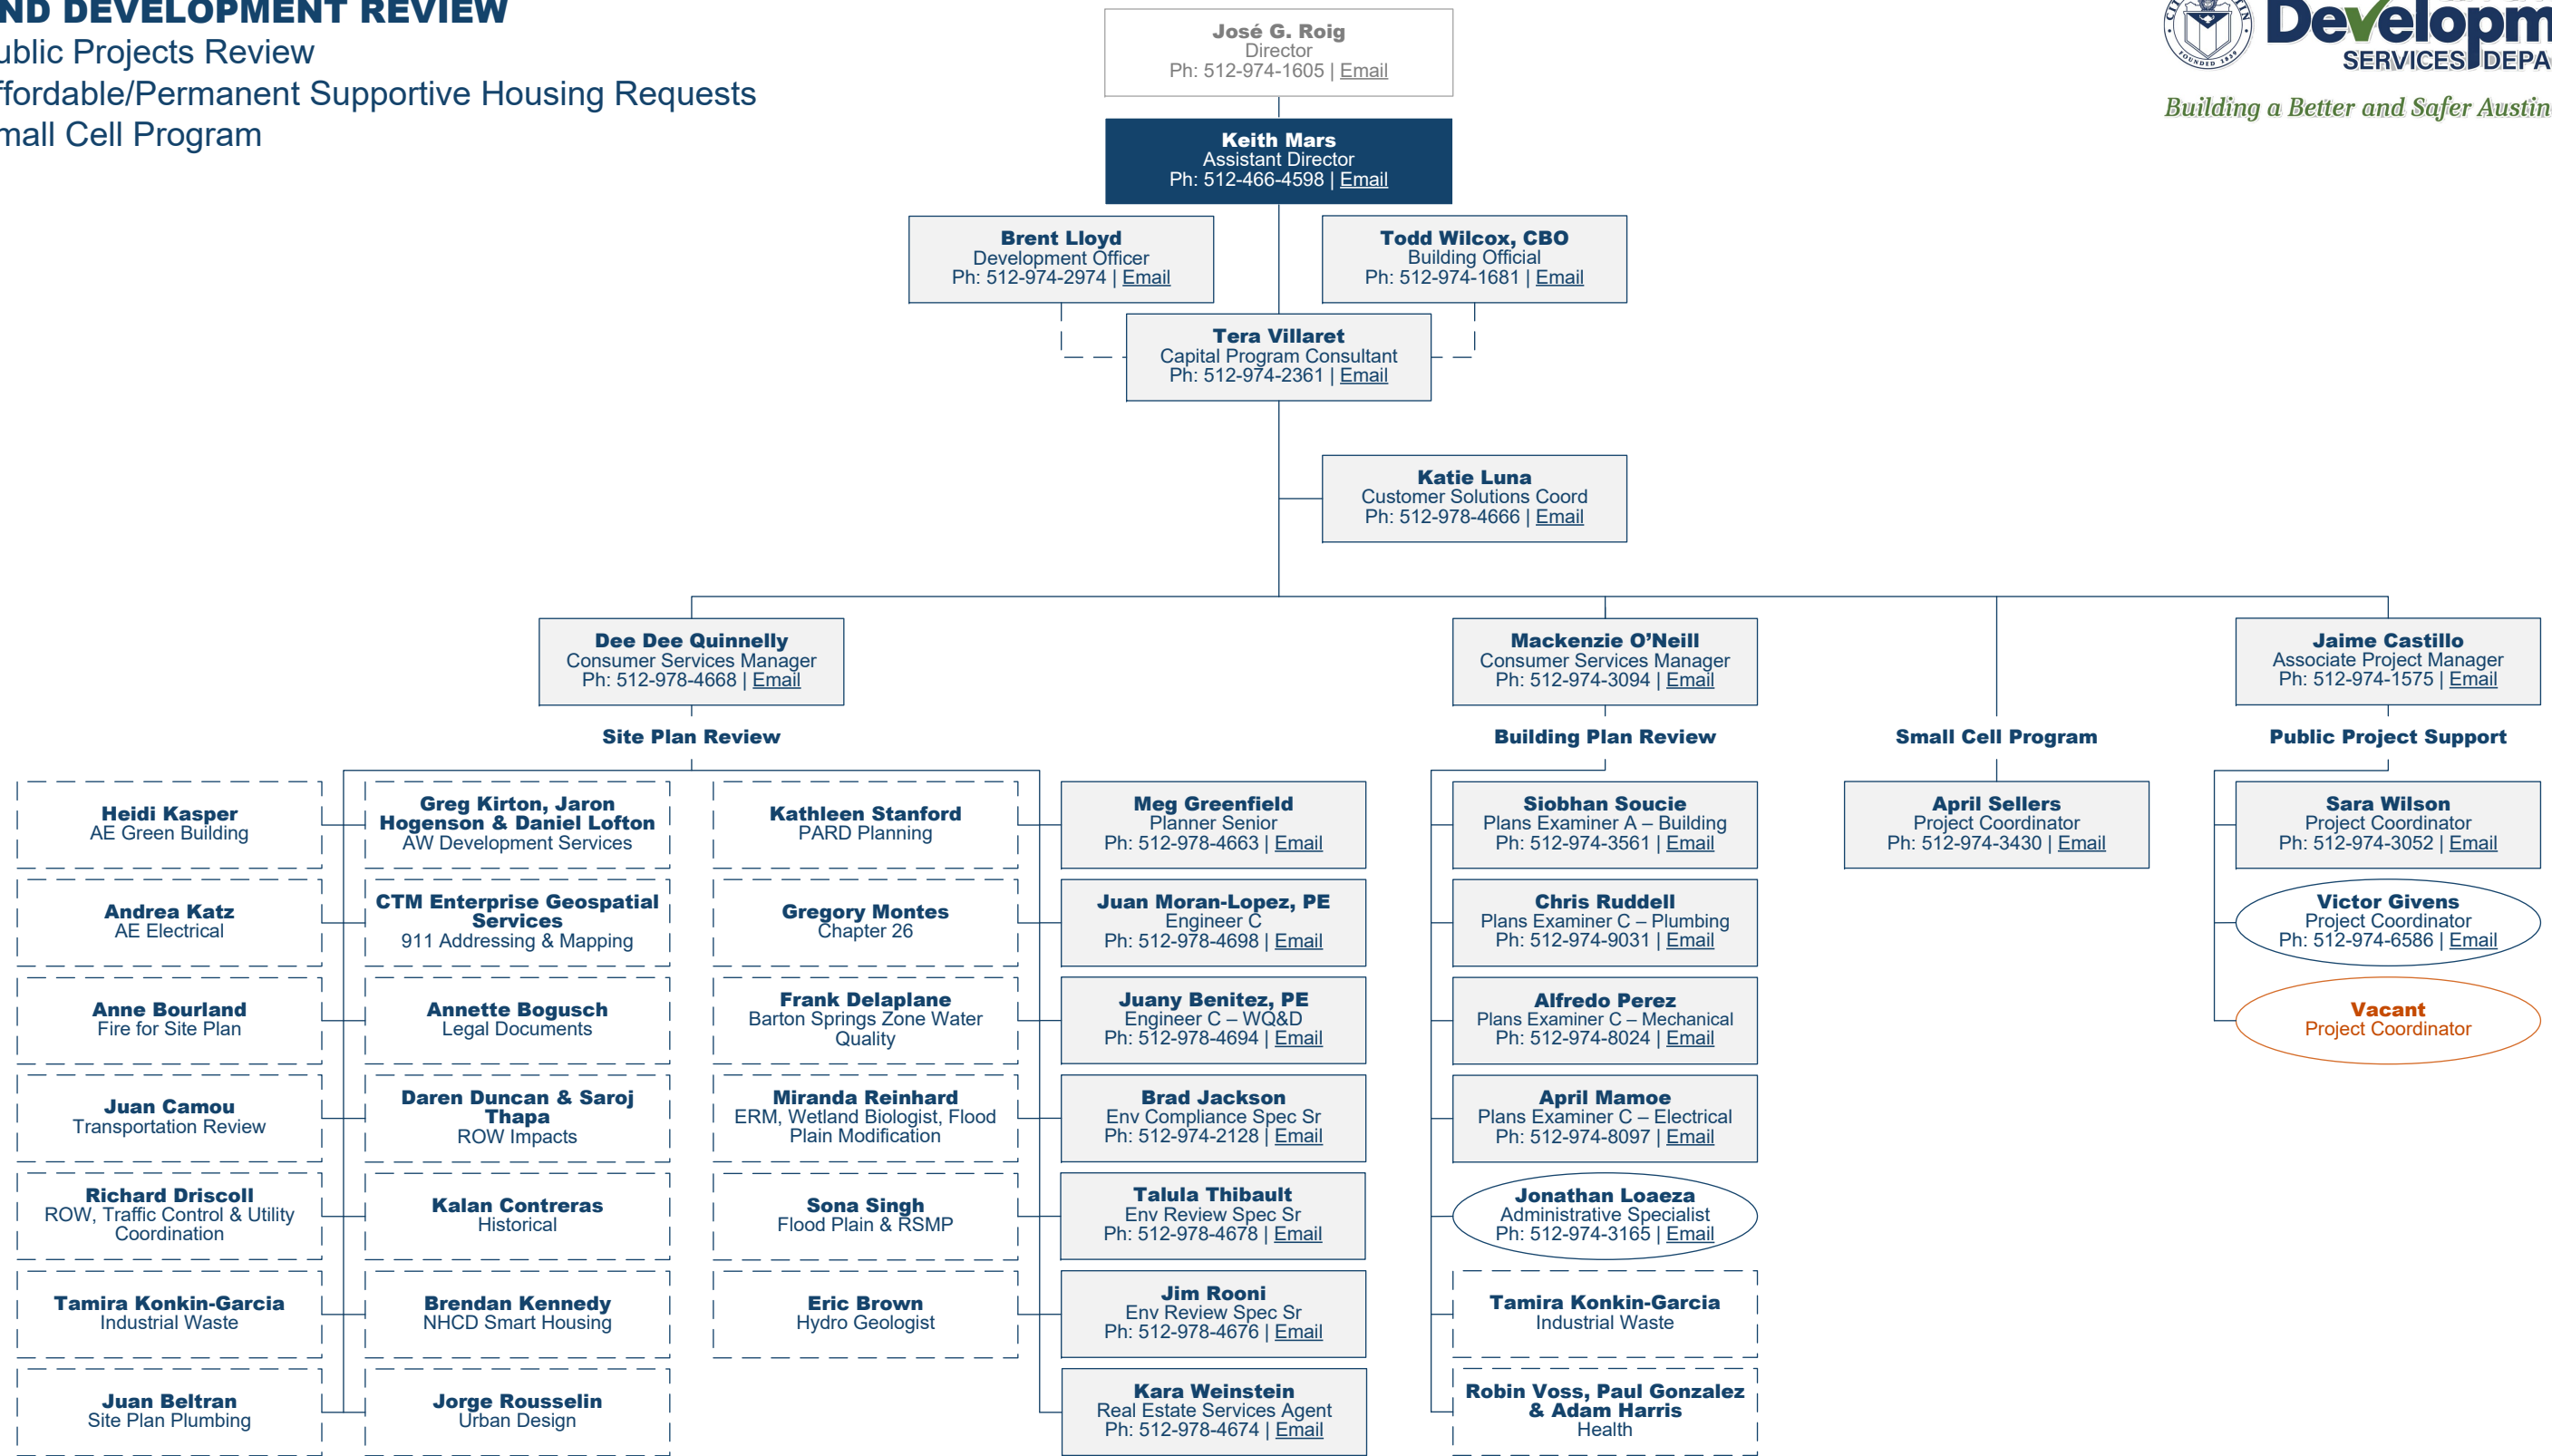 ND DEVELOPMENT REVIEW
ublic Projects Review
ffordable/Permanent Supportive Housing Requests
mall Cell Program
José G. Roig
Director
Ph: 512-974-1605 | Email
FOUNDED 1839
Developm
SERVICES DEPA
Building a Better and Safer Austin
Keith Mars
Assistant Director
Ph: 512-466-4598 | Email
Brent Lloyd
Development Officer
Ph: 512-974-2974 | Email
Todd Wilcox, CBO
Building Official
Ph: 512-974-1681 | Email
Tera Villaret
Capital Program Consultant
Ph: 512-974-2361 | Email
Katie Luna
Customer Solutions Coord
Ph: 512-978-4666 | Email
Dee Dee Quinnelly
Consumer Services Manager
Ph: 512-978-4668 | Email
Mackenzie O’Neill
Consumer Services Manager
Ph: 512-974-3094 | Email
Jaime Castillo
Associate Project Manager
Ph: 512-974-1575 | Email
Site Plan Review
Building Plan Review
Small Cell Program
Public Project Support
Heidi Kasper
AE Green Building
Andrea Katz
AE Electrical
Anne Bourland
Fire for Site Plan
Juan Camou
Transportation Review
Richard Driscoll
ROW, Traffic Control & Utility
Coordination
Tamira Konkin-Garcia
Industrial Waste
Juan Beltran
Site Plan Plumbing
Greg Kirton, Jaron
Hogenson & Daniel Lofton
AW Development Services
CTM Enterprise Geospatial
Services
911 Addressing & Mapping
Annette Bogusch
Legal Documents
Daren Duncan & Saroj
Thapa
ROW Impacts
Kalan Contreras
Historical
Brendan Kennedy
NHCD Smart Housing
Jorge Rousselin
Urban Design
Kathleen Stanford
PARD Planning
Gregory Montes
Chapter 26
Frank Delaplane
Barton Springs Zone Water
Quality
Miranda Reinhard
ERM, Wetland Biologist, Flood
Plain Modification
Sona Singh
Flood Plain & RSMP
Eric Brown
Hydro Geologist
Meg Greenfield
Planner Senior
Ph: 512-978-4663 | Email
Juan Moran-Lopez, PE
Engineer C
Ph: 512-978-4698 | Email
Juany Benitez, PE
Engineer C – WQ&D
Ph: 512-978-4694 | Email
Brad Jackson
Env Compliance Spec Sr
Ph: 512-974-2128 | Email
Talula Thibault
Env Review Spec Sr
Ph: 512-978-4678 | Email
Jim Rooni
Env Review Spec Sr
Ph: 512-978-4676 | Email
Kara Weinstein
Real Estate Services Agent
Ph: 512-978-4674 | Email
Siobhan Soucie
Plans Examiner A – Building
Ph: 512-974-3561 | Email
Chris Ruddell
Plans Examiner C – Plumbing
Ph: 512-974-9031 | Email
Alfredo Perez
Plans Examiner C – Mechanical
Ph: 512-974-8024 | Email
April Mamoe
Plans Examiner C – Electrical
Ph: 512-974-8097 | Email
Jonathan Loaeza
Administrative Specialist
Ph: 512-974-3165 | Email
Tamira Konkin-Garcia
Industrial Waste
Robin Voss, Paul Gonzalez
& Adam Harris
Health
April Sellers
Project Coordinator
Ph: 512-974-3430 | Email
Sara Wilson
Project Coordinator
Ph: 512-974-3052 | Email
Victor Givens
Project Coordinator
Ph: 512-974-6586 | Email
Vacant
Project Coordinator